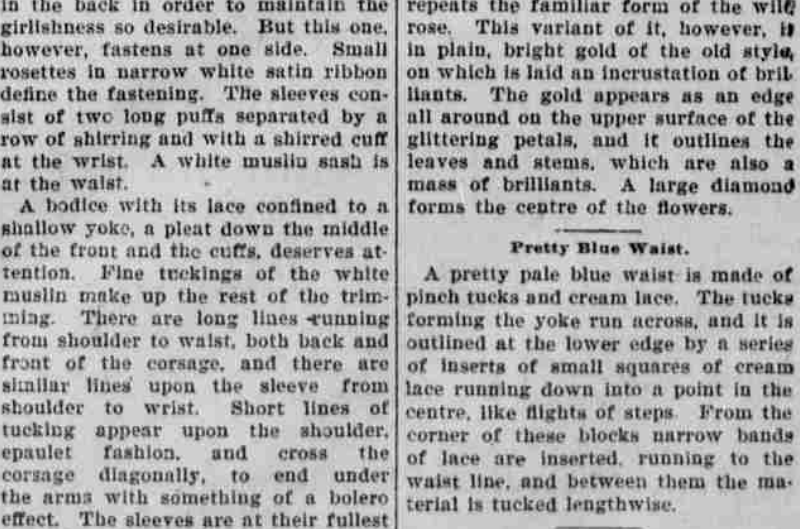 in the back in order to maintain the
girlishness so desirable. But this one,
however, fastens at one side. Small
rosettes in narrow white satin ribbon
define the fastening. The sleeves con-
sist of two long puffs separated by a
row of shirring and with a shirred cuff
at the wrist. A white muslin sash is
at the waist.
A bodice with its lace confined to a
shallow yoke, a pleat down the middle
of the front and the cuffs, deserves at-
tention. Fine tuckings of the white
muslin make up the rest of the trim-
ming. There are long lines running
from shoulder to waist, both back and
front of the corsage, and there are
similar lines upon the sleeve from
shoulder to wrist. Short lines of
tucking appear upon the shoulder,
epaulet fashion, and cross the
corsage diagonally, to end under
the arms with something of a bolero
effect. The sleeves are at their fullest
repeats the familiar form of the wild
rose. This variant of it, however, is
in plain, bright gold of the old style,
on which is laid an incrustation of bril
liants. The gold appears as an edge
all around on the upper surface of the
glittering petals, and it outlines the
leaves and stems, which are also a
mass of brilliants. A large diamond
forms the centre of the flowers.
Pretty Blue Waist.
A pretty pale blue waist is made of
pinch tucks and cream lace. The tucks
forming the yoke run across, and it is
outlined at the lower edge by a series
of inserts of small squares of cream
lace running down into a point in the
centre, like flights of steps. From the
corner of these blocks narrow bands
of lace are inserted, running to the
waist line, and between them the ma-
terial is tucked lengthwise.